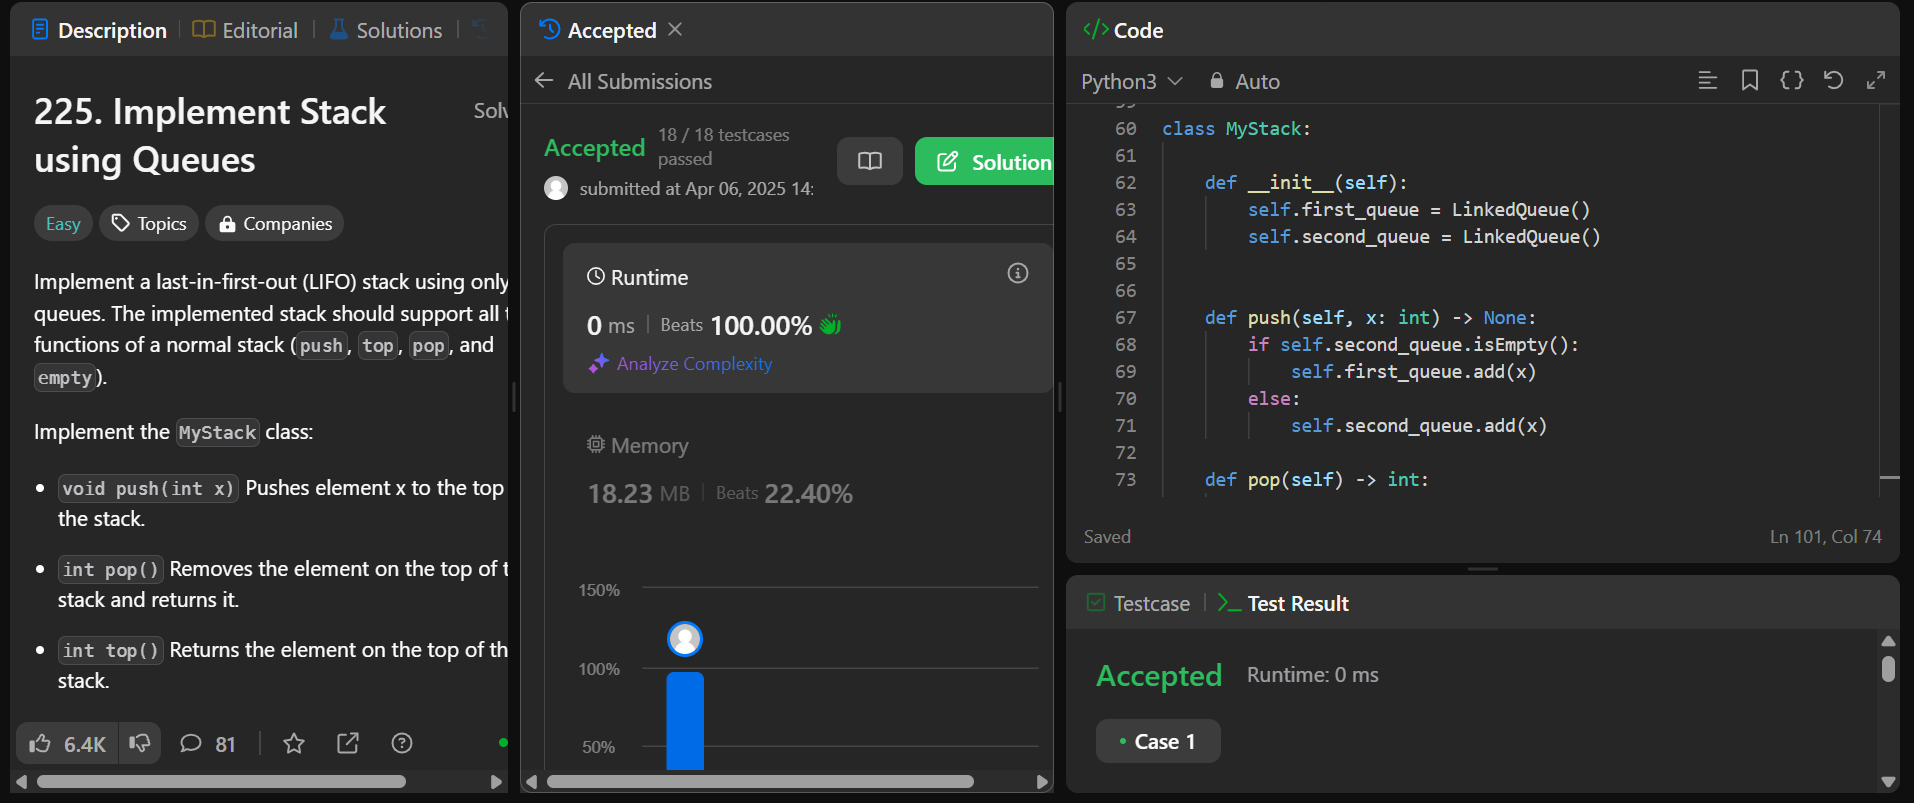 Description
Editorial
Solutions
225. Implement Stack
using Queues
Solv
Easy
Topics
Companies
Implement a last-in-first-out (LIFO) stack using only
queues. The implemented stack should support all t
functions of a normal stack (push, top, pop, and
empty).
Implement the MyStack class:
• void push(int x) Pushes element x to the top
the stack.
• int pop() Removes the element on the top of t
stack and returns it.
• int top() Returns the element on the top of th
stack.
6.4K
81
Accepted
All Submissions
Accepted
18 / 18 testcases
passed
submitted at Apr 06, 2025 14:
Solution
Runtime
0 ms
Beats 100.00%
Analyze Complexity
Memory
18.23 MB
Beats 22.40%
150%
100%
50%
</> Code
Python3
Auto
60 class MyStack:
61
62 def __init__(self):
63 self.first_queue = LinkedQueue()
64 self.second_queue = LinkedQueue()
65
66
67 def push(self, x: int) -> None:
68 if self.second_queue.isEmpty():
69 self.first_queue.add(x)
70 else:
71 self.second_queue.add(x)
72
73 def pop(self) -> int:
Saved
Ln 101, Col 74
Testcase
Test Result
Accepted
Runtime: 0 ms
• Case 1